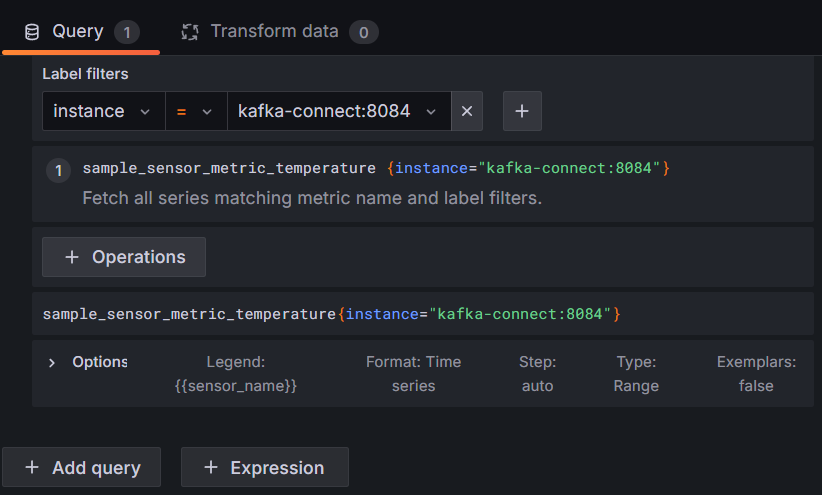 Query 1 Transform data 0
Label filters
instance = kafka-connect:8084
1 sample_sensor_metric_temperature {instance="kafka-connect:8084"}
Fetch all series matching metric name and label filters.
+ Operations
sample_sensor_metric_temperature{instance="kafka-connect:8084"}
Options Legend: Format: Time Step: Type: Exemplars:
{{sensor_name}} series auto Range false
+ Add query + Expression